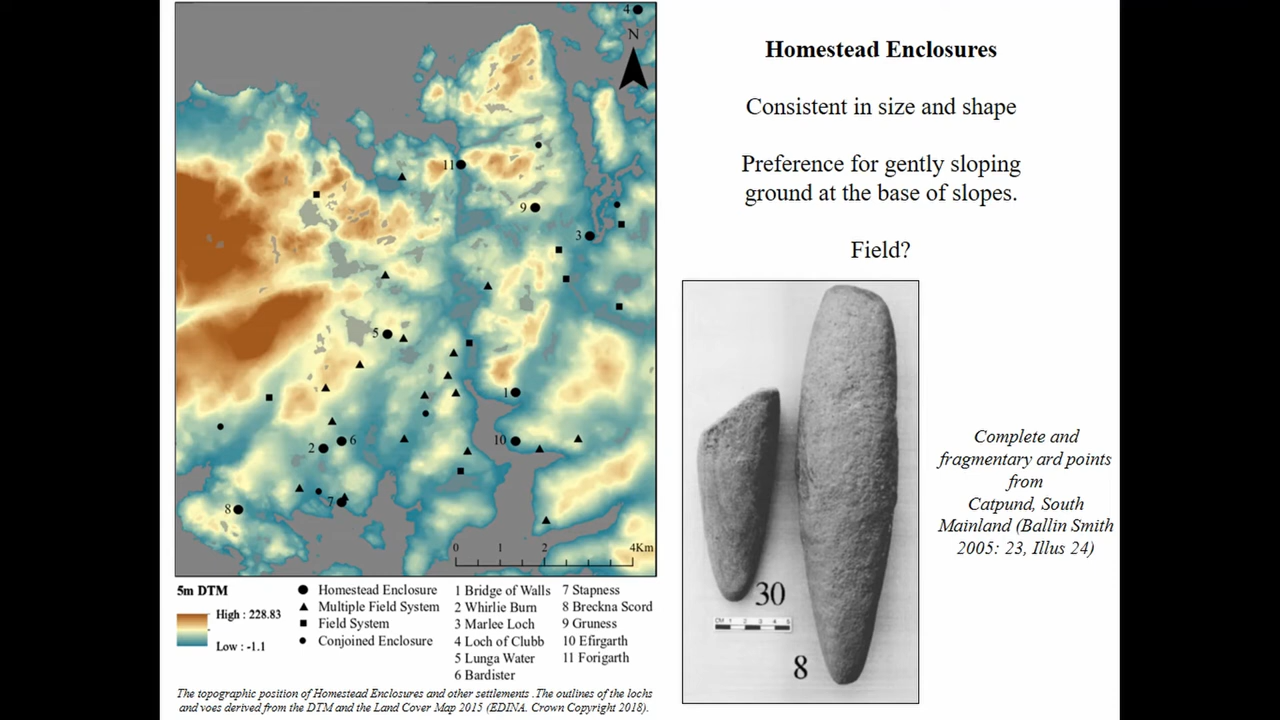 Homestead Enclosures
Consistent in size and shape
Preference for gently sloping
ground at the base of slopes.
Field?
4
N
11
9
3
5
1
10
2
6
7
8
0 1 2 4Km
5m DTM
High : 228.83
Low : -1.1
Homestead Enclosure
Multiple Field System
Field System
Conjoined Enclosure
1 Bridge of Walls
2 Whirlie Burn
3 Marlee Loch
4 Loch of Clubb
5 Lunga Water
6 Bardister
7 Stapness
8 Breckna Scord
9 Gruness
10 Efirgarth
11 Forigarth
The topographic position of Homestead Enclosures and other settlements .The outlines of the lochs
and voes derived from the DTM and the Land Cover Map 2015 (EDINA. Crown Copyright 2018).
30
CM 1 2 3 4 5
8
Complete and
fragmentary ard points
from
Catpund, South
Mainland (Ballin Smith
2005: 23, Illus 24)